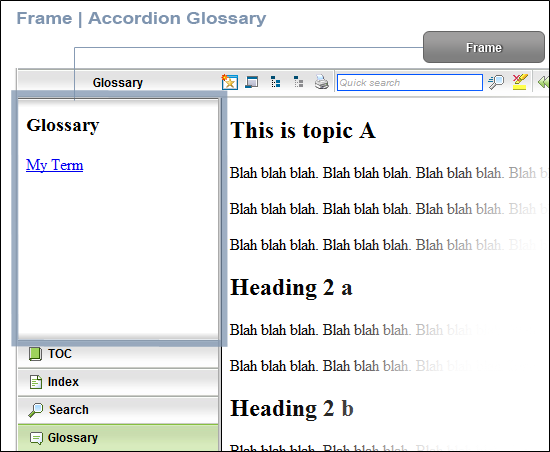 Frame | Accordion Glossary
Frame
Glossary
Quick search
Glossary
My Term
TOC
Index
Search
Glossary
This is topic A
Blah blah blah. Blah blah blah. Blah blah blah. Blah bla
Blah blah blah. Blah blah blah. Blah blah blah. Blah
Blah blah blah. Blah blah blah. Blah blah blah. Blah
Heading 2 a
Blah blah blah. Blah blah blah. Blah blah
Blah blah blah. Blah blah blah. Blah blah
Heading 2 b
Blah blah blah. Blah blah blah. Blah blah